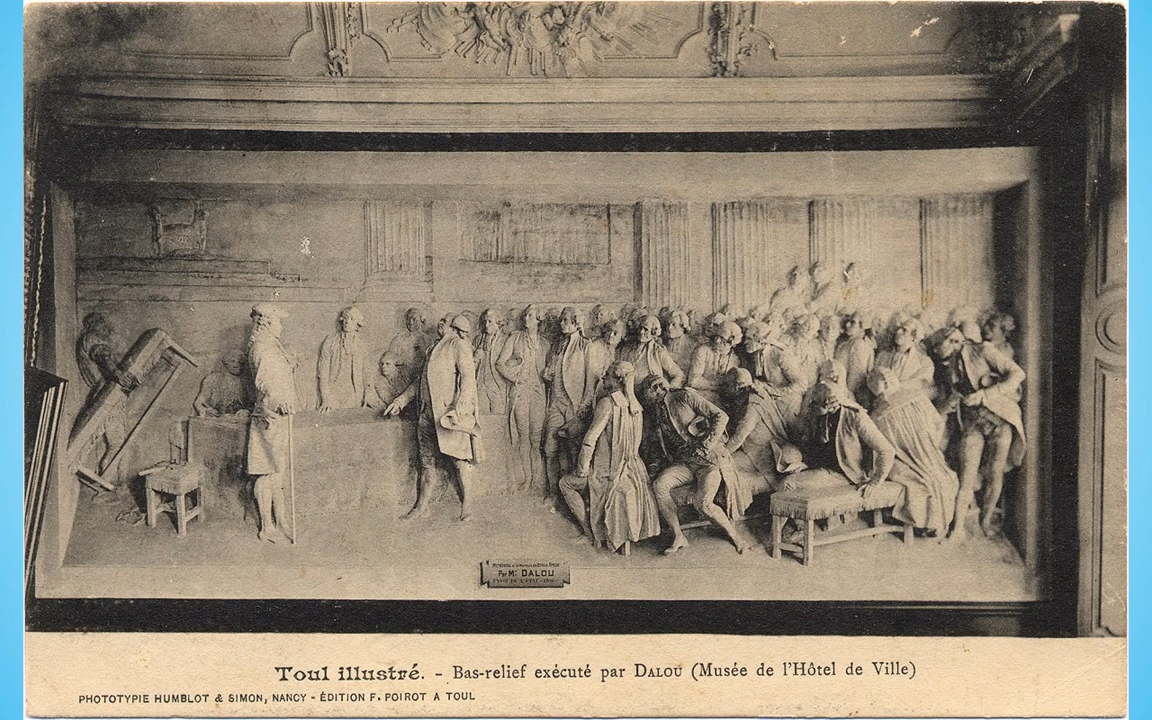 Par Mr DALOU
Toul illustré. - Bas-relief exécuté par DALOU (Musée de l'Hôtel de Ville)
PHOTOTYPIE HUMBLOT & SIMON, NANCY - ÉDITION F. POIROT A TOUL